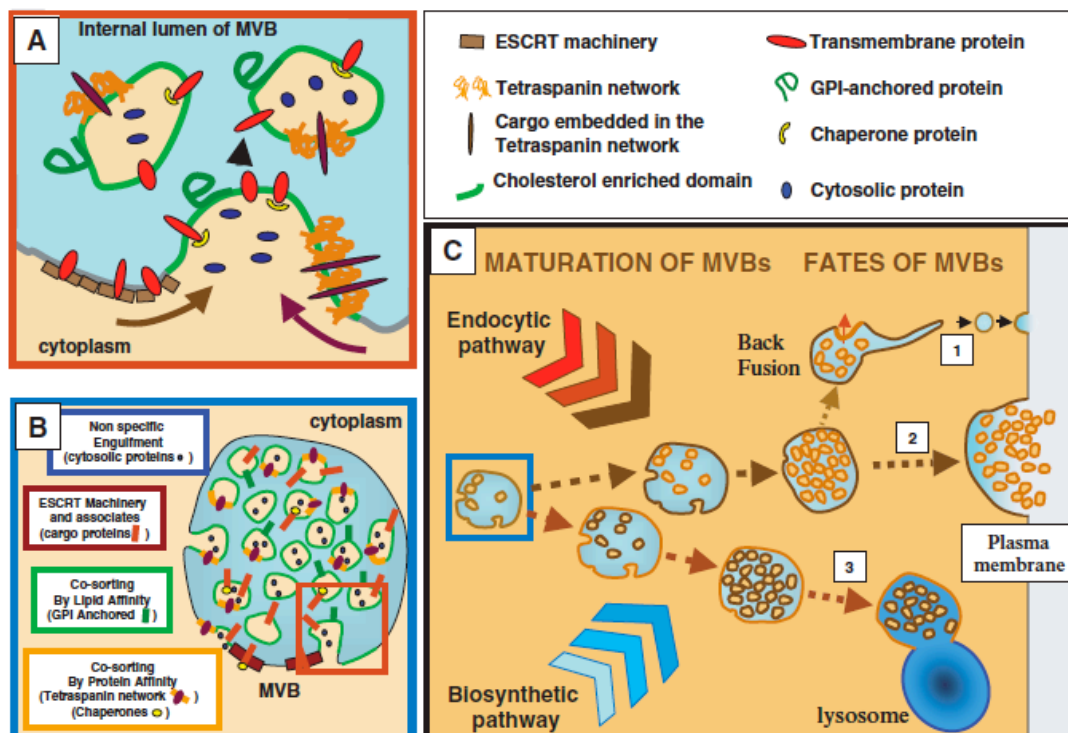 A
Internal lumen of MVB
cytoplasm
ESCRT machinery
Tetraspanin network
Cargo embedded in the
Tetraspanin network
Cholesterol enriched domain
Transmembrane protein
GPI-anchored protein
Chaperone protein
Cytosolic protein
B
Non specific
Engulfment
(cytosolic proteins )
ESCRT Machinery
and associates
(cargo proteins )
Co-sorting
By Lipid Affinity
(GPI Anchored )
Co-sorting
By Protein Affinity
(Tetraspanin network )
(Chaperones )
cytoplasm
MVB
C
MATURATION OF MVBs
FATES OF MVBs
Endocytic
pathway
Back
Fusion
1
2
3
Plasma
membrane
Biosynthetic
pathway
lysosome